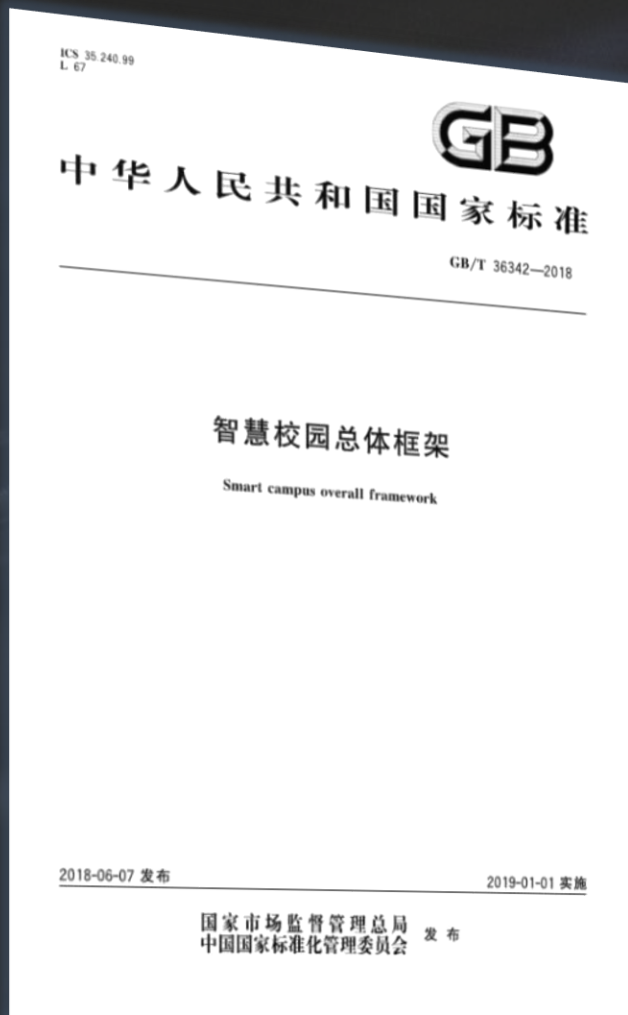 ICS 35.240.99
L 67
GB
中华人民共和国国家标准
GB/T 36342—2018
智慧校园总体框架
Smart campus overall framework
2018-06-07 发布
2019-01-01 实施
国家市场监督管理总局
中国国家标准化管理委员会
发布